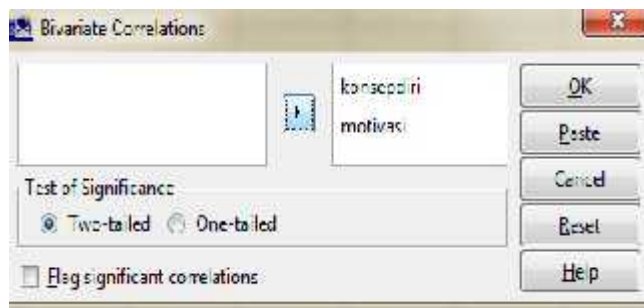 Bivariate Correlations
konsepdiri
motivasi
OK
Paste
Cancel
Reset
Help
Test of Significance
Two-tailed One-tailed
Flag significant correlations